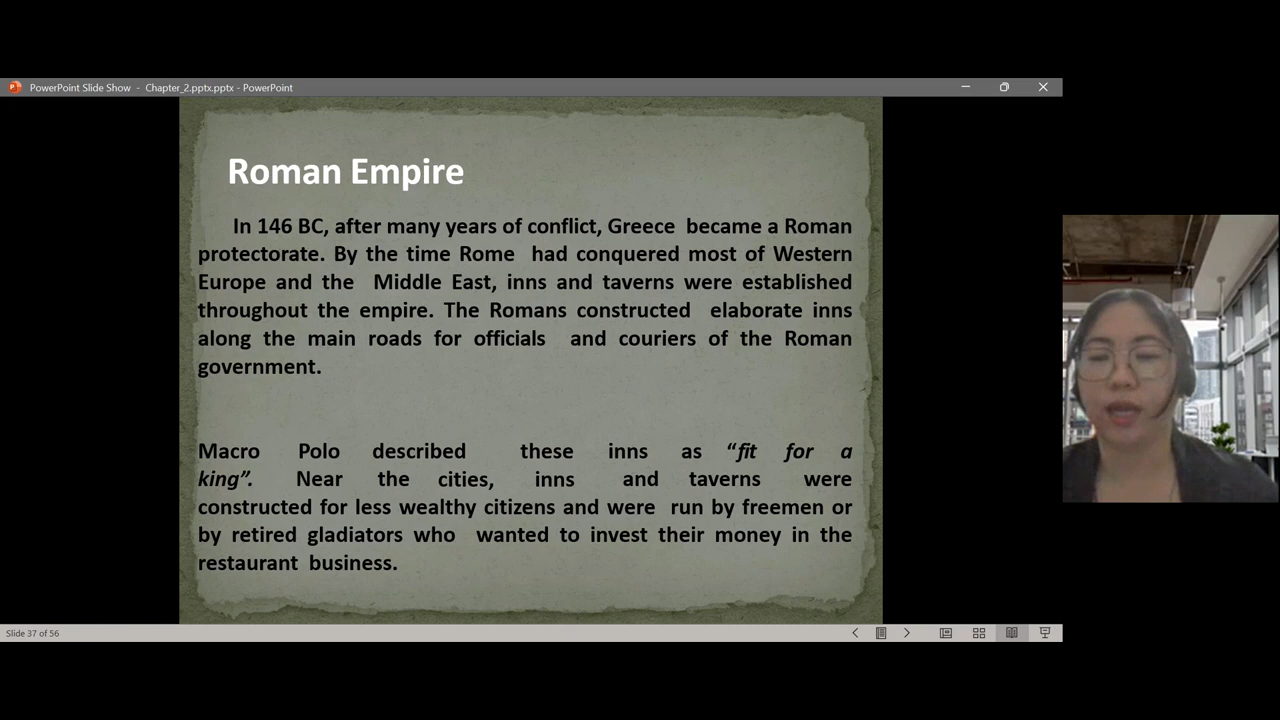 PowerPoint Slide Show - Chapter_2.pptx.pptx - PowerPoint
Roman Empire
In 146 BC, after many years of conflict, Greece became a Roman
protectorate. By the time Rome had conquered most of Western
Europe and the Middle East, inns and taverns were established
throughout the empire. The Romans constructed elaborate inns
along the main roads for officials and couriers of the Roman
government.
Macro Polo described these inns as “fit for a
king”. Near the cities, inns and taverns were
constructed for less wealthy citizens and were run by freemen or
by retired gladiators who wanted to invest their money in the
restaurant business.
Slide 37 of 56